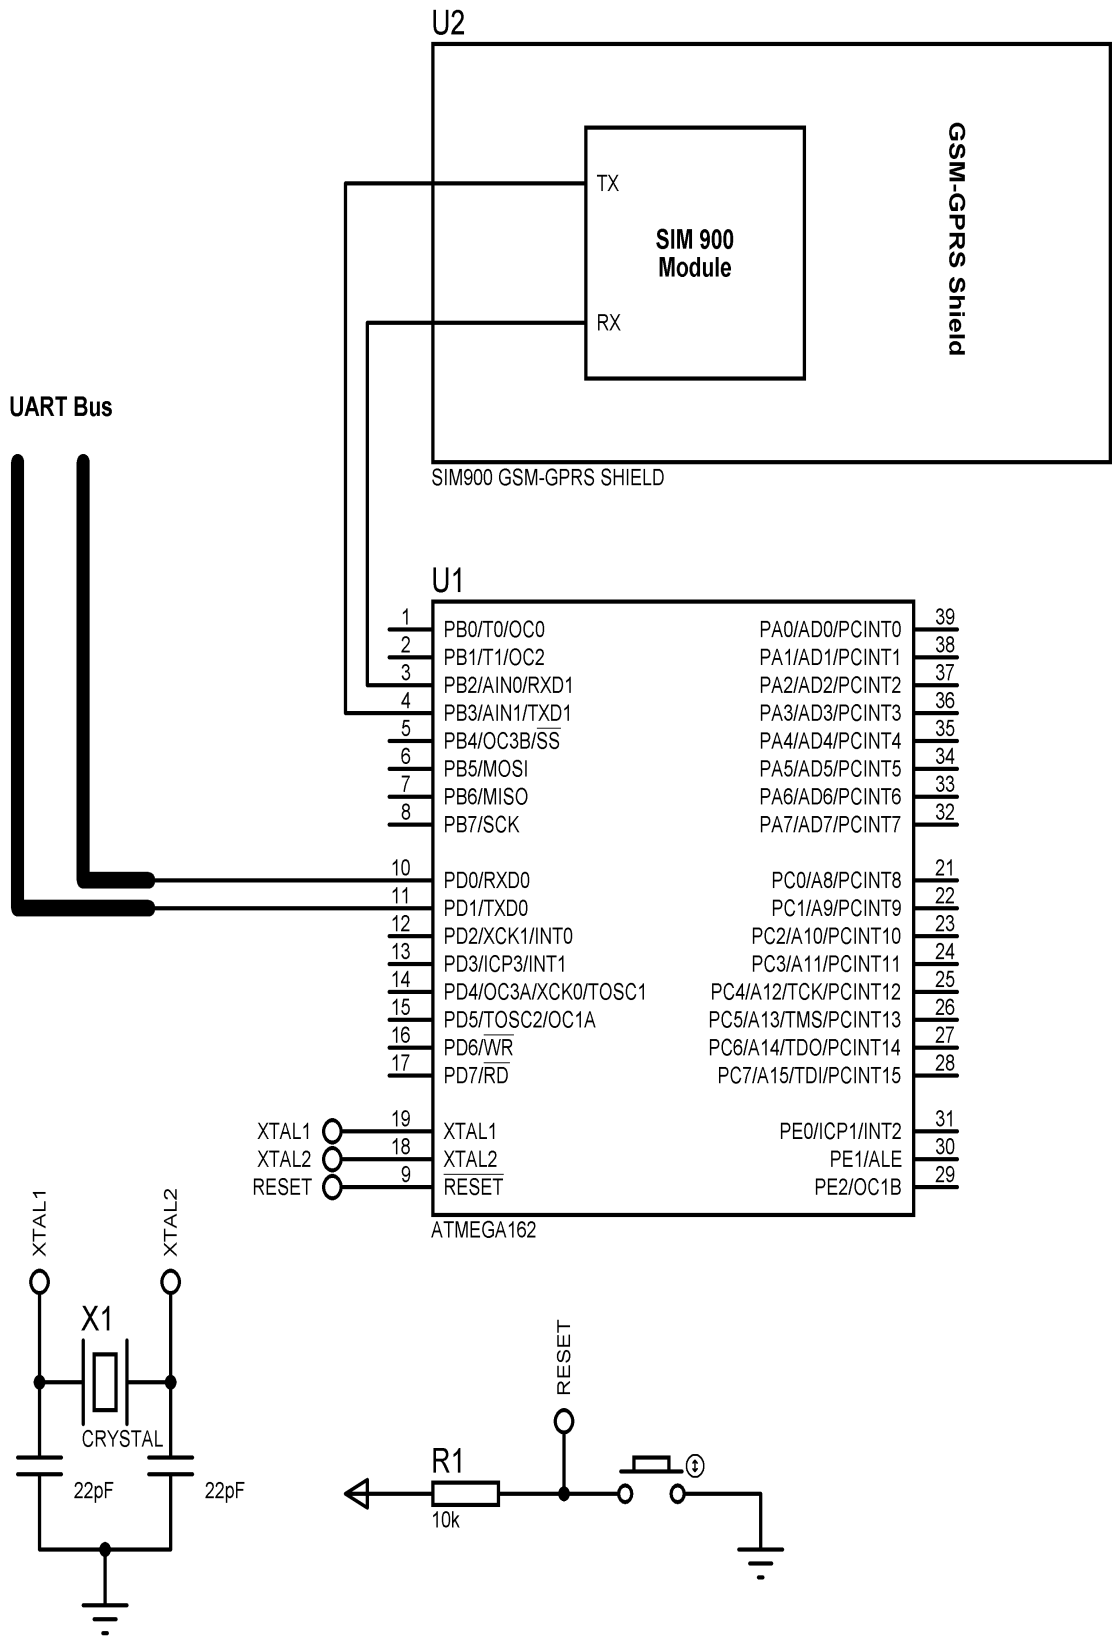 U2
TX
SIM 900
Module
RX
GSM-GPRS Shield
SIM900 GSM-GPRS SHIELD
UART Bus
U1
1 PB0/T0/OC0 PA0/AD0/PCINT0 39
2 PB1/T1/OC2 PA1/AD1/PCINT1 38
3 PB2/AIN0/RXD1 PA2/AD2/PCINT2 37
4 PB3/AIN1/TXD1 PA3/AD3/PCINT3 36
5 PB4/OC3B/SS PA4/AD4/PCINT4 35
6 PB5/MOSI PA5/AD5/PCINT5 34
7 PB6/MISO PA6/AD6/PCINT6 33
8 PB7/SCK PA7/AD7/PCINT7 32
10 PD0/RXD0 PC0/A8/PCINT8 21
11 PD1/TXD0 PC1/A9/PCINT9 22
12 PD2/XCK1/INT0 PC2/A10/PCINT10 23
13 PD3/ICP3/INT1 PC3/A11/PCINT11 24
14 PD4/OC3A/XCK0/TOSC1 PC4/A12/TCK/PCINT12 25
15 PD5/TOSC2/OC1A PC5/A13/TMS/PCINT13 26
16 PD6/WR PC6/A14/TDO/PCINT14 27
17 PD7/RD PC7/A15/TDI/PCINT15 28
XTAL1 19 XTAL1 PE0/ICP1/INT2 31
XTAL2 18 XTAL2 PE1/ALE 30
RESET 9 RESET PE2/OC1B 29
ATMEGA162
XTAL1
XTAL2
X1
CRYSTAL
22pF
22pF
RESET
R1
10k